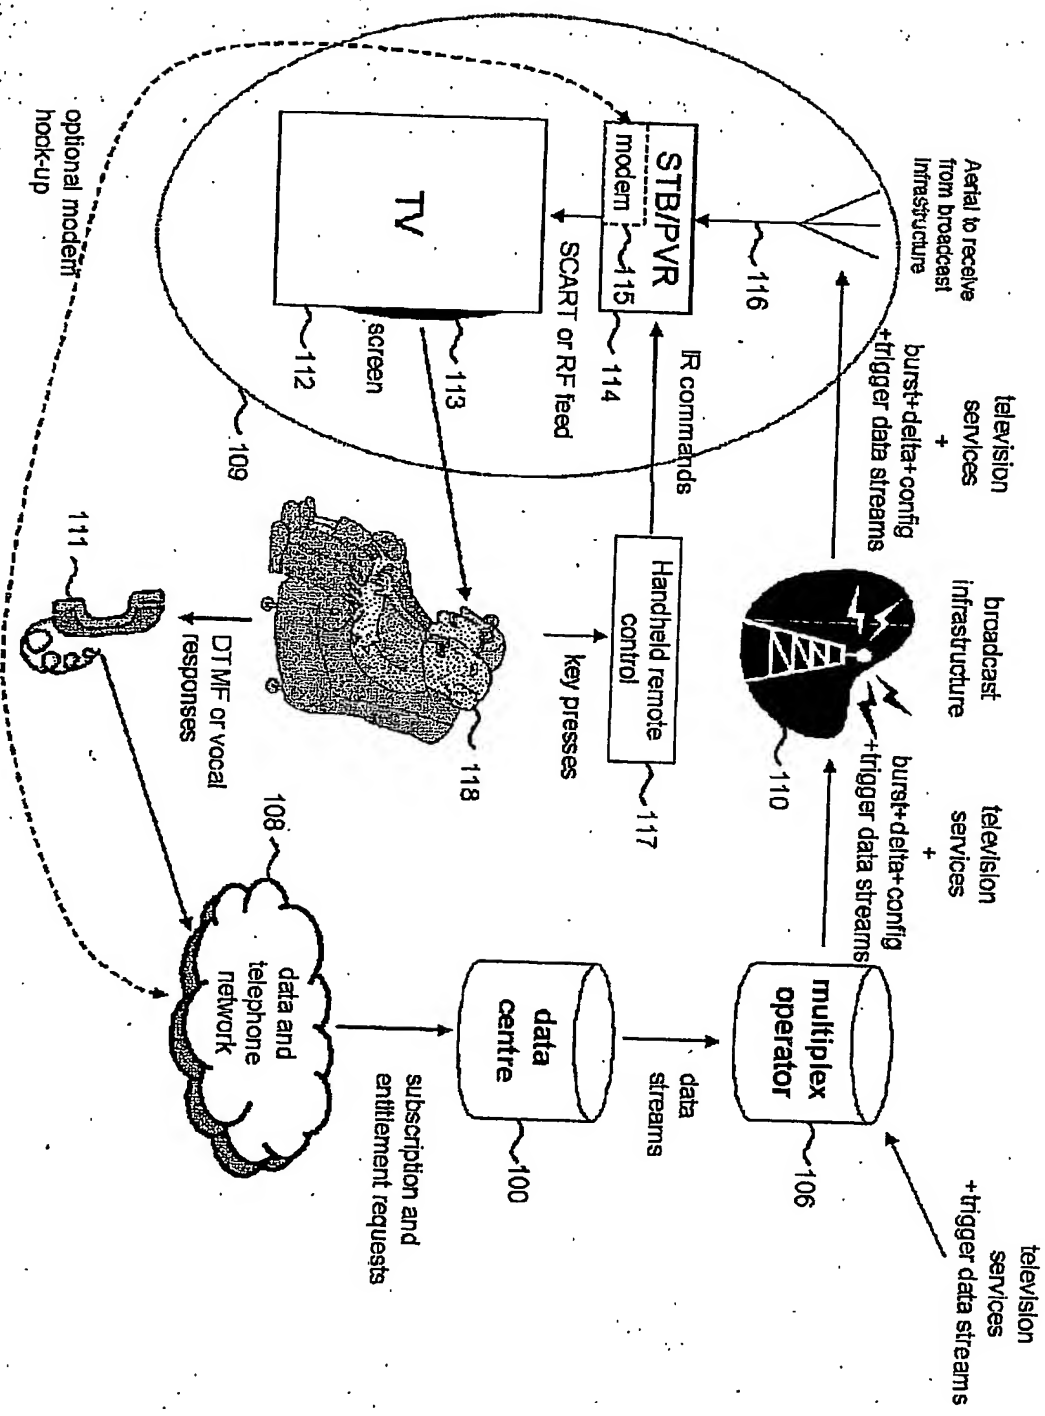 television
services
+trigger data streams
television
services
+
burst+delta+config
+trigger data streams
broadcast
infrastructure
television
services
+
burst+delta+config
+trigger data streams
Aerial to receive
from broadcast
infrastructure
multiplex
operator
106
110
116
data
streams
data
centre
100
subscription and
entitlement requests
data and
telephone
network
108
Handheld remote
control
117
IR commands
key presses
118
DTMF or vocal
responses
111
STB/PVR
modem
115
114
SCART or RF feed
TV
113
screen
112
109
optional modem
hook-up